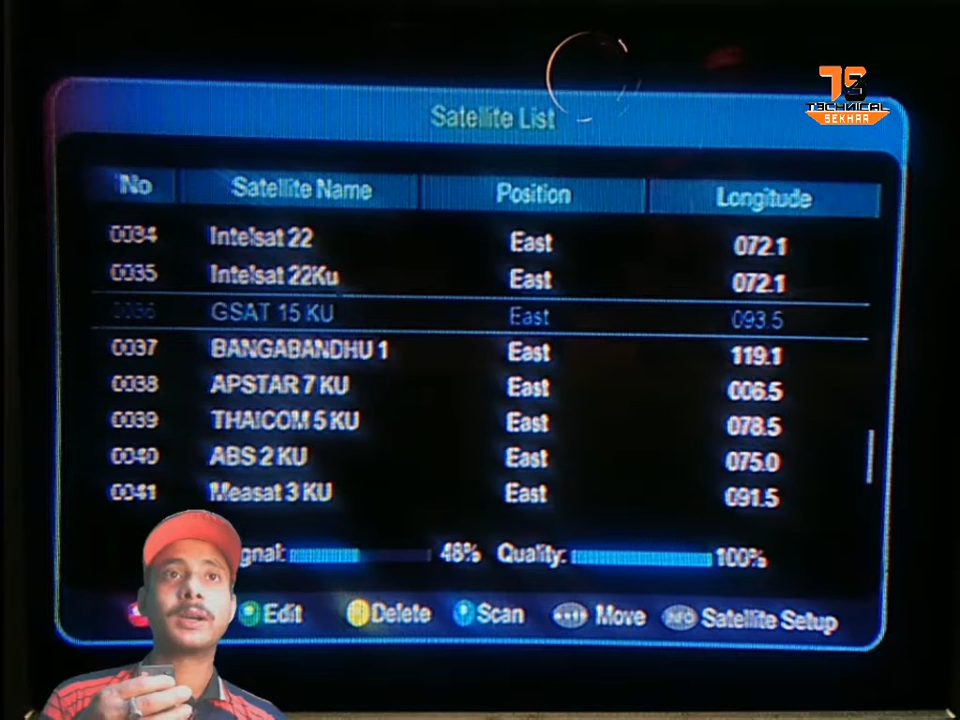 TS
TECHNICAL
SEKHAR
Satellite List
No Satellite Name Position Longitude
0034 Intelsat 22 East 072.1
0035 Intelsat 22Ku East 072.1
0036 GSAT 15 KU East 093.5
0037 BANGABANDHU 1 East 119.1
0038 APSTAR 7 KU East 006.5
0039 THAICOM 5 KU East 078.5
0040 ABS 2 KU East 075.0
0041 Measat 3 KU East 091.5
gnal: 48% Quality: 100%
Edit Delete Scan Move INFO Satellite Setup